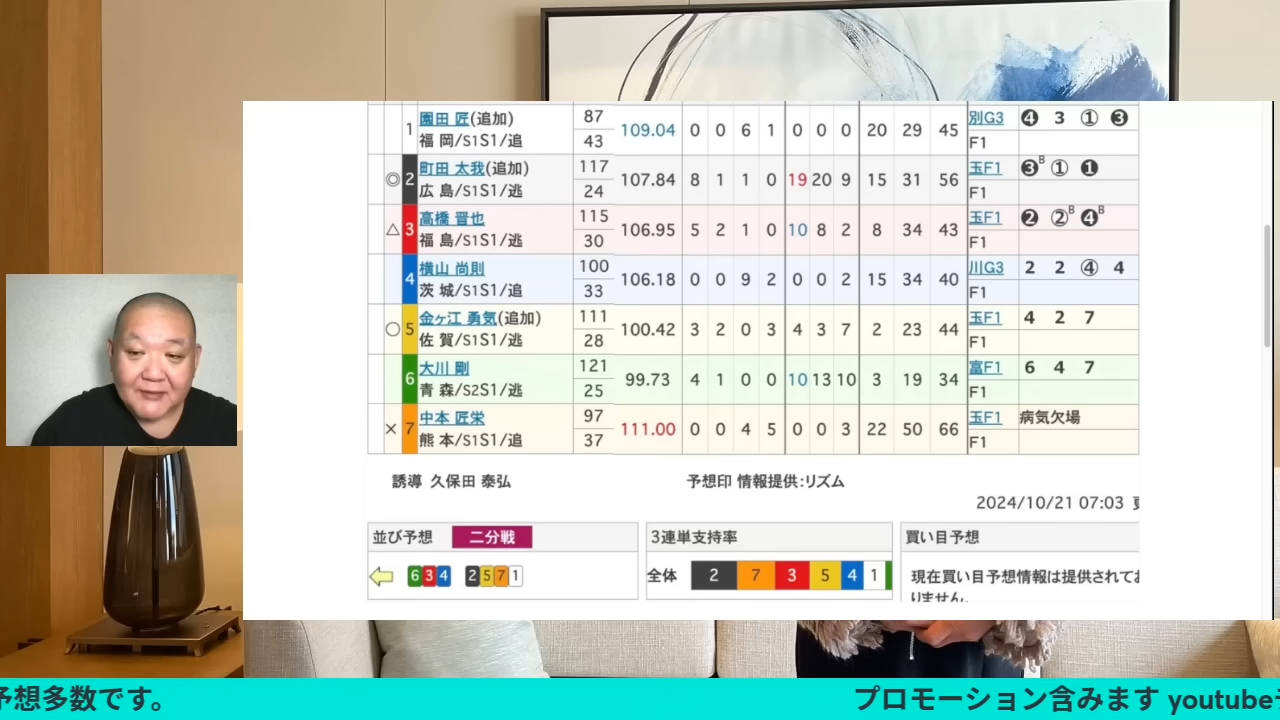 1 園田 匠(追加) 87 109.04 0 0 6 1 0 0 0 20 29 45 別G3 ❹ 3 ① ❸
福 岡/S1S1/追 43 F1
◎ 2 町田 太我(追加) 117 107.84 8 1 1 0 19 20 9 15 31 56 玉F1 ❸B ① ❶
広 島/S1S1/逃 24 F1
△ 3 高橋 晋也 115 106.95 5 2 1 0 10 8 2 8 34 43 玉F1 ❷ ②B ❹B
福 島/S1S1/逃 30 F1
4 横山 尚則 100 106.18 0 0 9 2 0 0 2 15 34 40 川G3 2 2 ④ 4
茨 城/S1S1/追 33 F1
○ 5 金ヶ江 勇気(追加) 111 100.42 3 2 0 3 4 3 7 2 23 44 玉F1 4 2 7
佐 賀/S1S1/逃 28 F1
6 大川 剛 121 99.73 4 1 0 0 10 13 10 3 19 34 富F1 6 4 7
青 森/S2S1/逃 25 F1
× 7 中本 匠栄 97 111.00 0 0 4 5 0 0 3 22 50 66 玉F1 病気欠場
熊 本/S1S1/追 37 F1
誘導 久保田 泰弘 予想印 情報提供:リズム
2024/10/21 07:03
並び予想 二分戦 3連単支持率 買い目予想
6 3 4 2 5 7 1 全体 2 7 3 5 4 1 現在買い目予想情報は提供されてお
りません。
予想多数です。 プロモーション含みます youtube